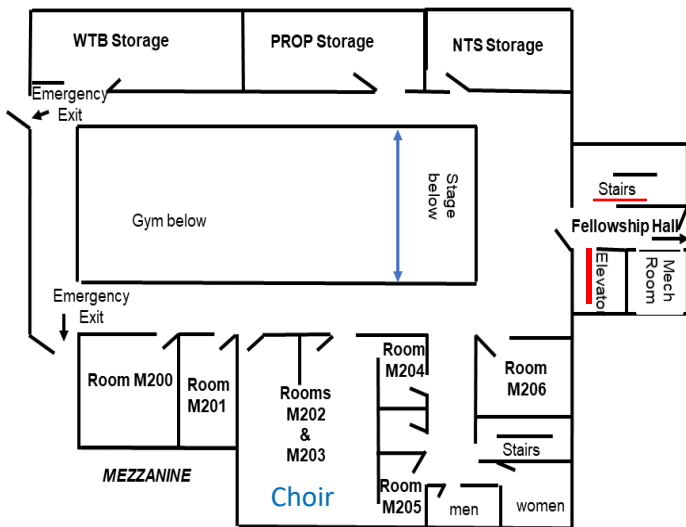 WTB Storage
PROP Storage
NTS Storage
Emergency
Exit
Gym below
Stage
below
Stairs
Fellowship Hall
Elevator
Mech
Room
Emergency
Exit
Room M200
Room
M201
Rooms
M202
&
M203
Choir
Room
M204
Room
M205
Room
M206
Stairs
men
women
MEZZANINE